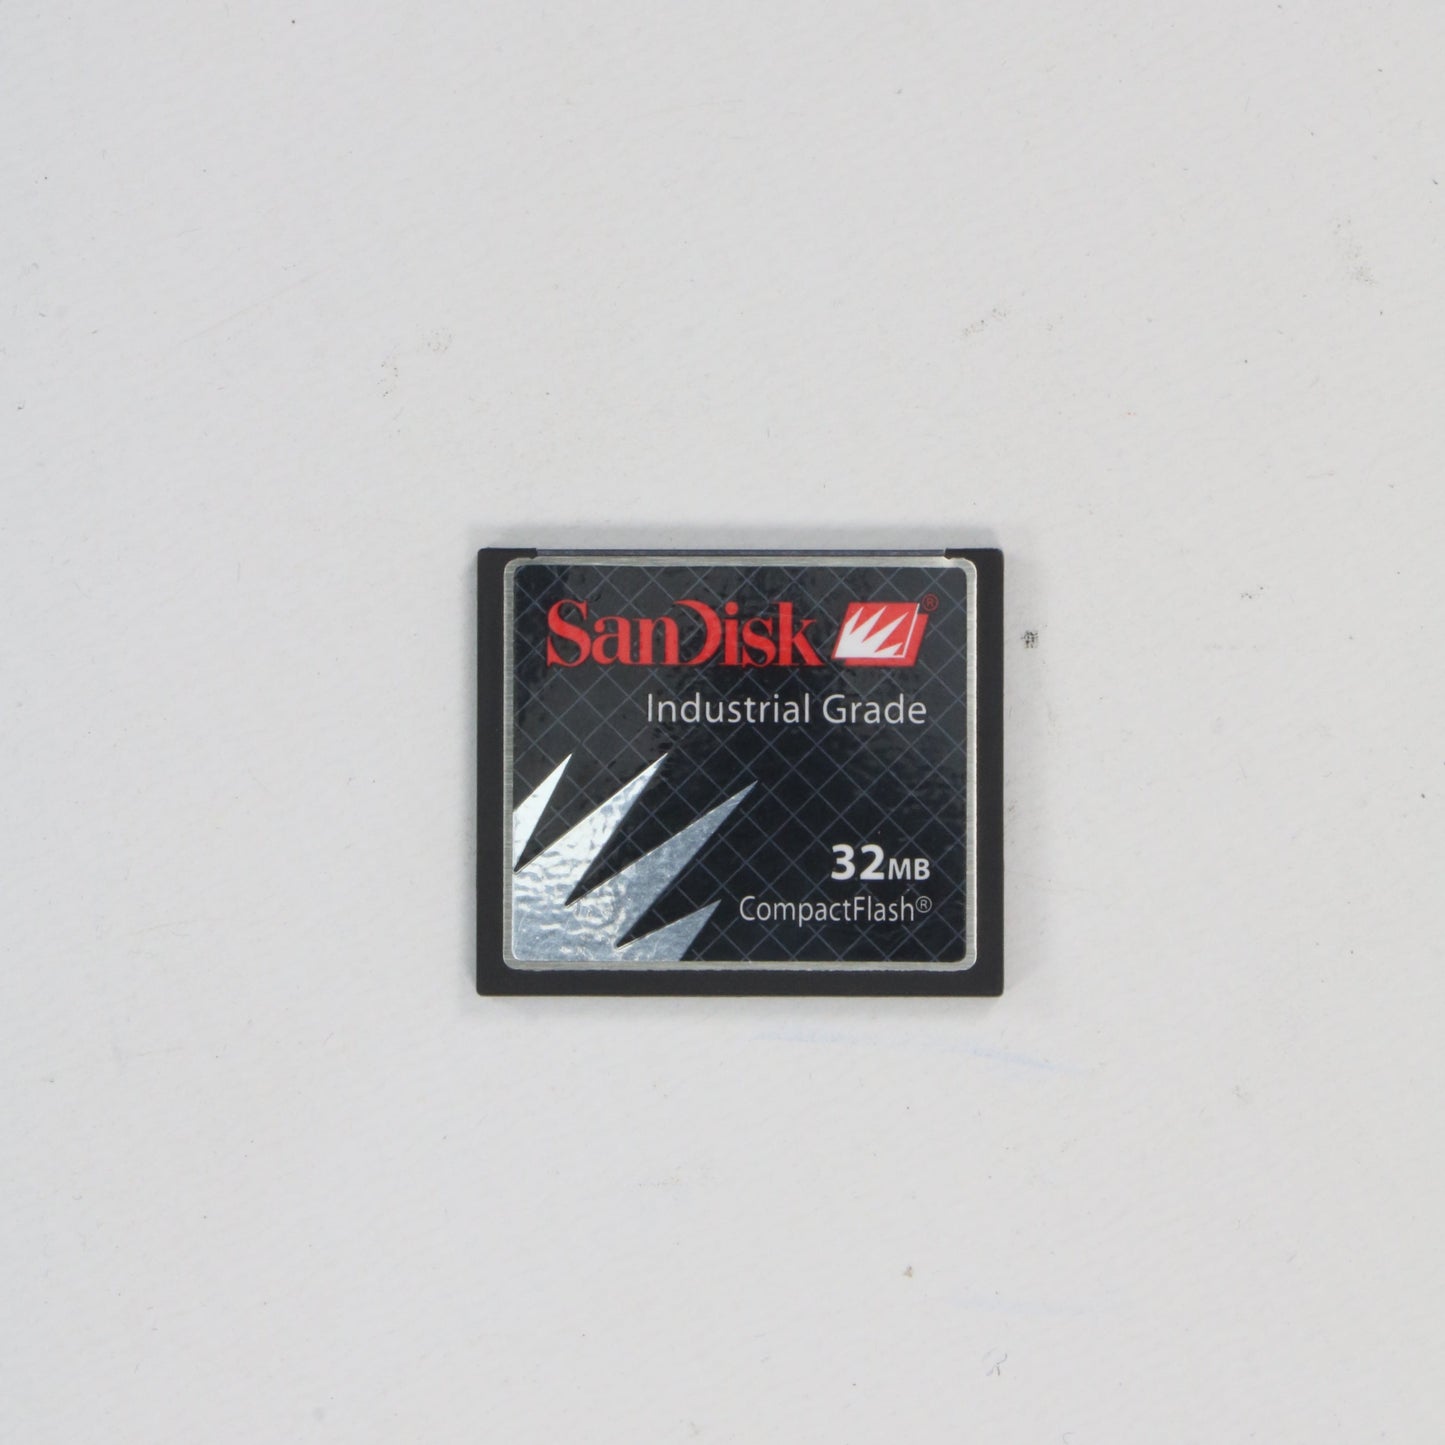 SanDisk ®
Industrial Grade
32MB
CompactFlash®